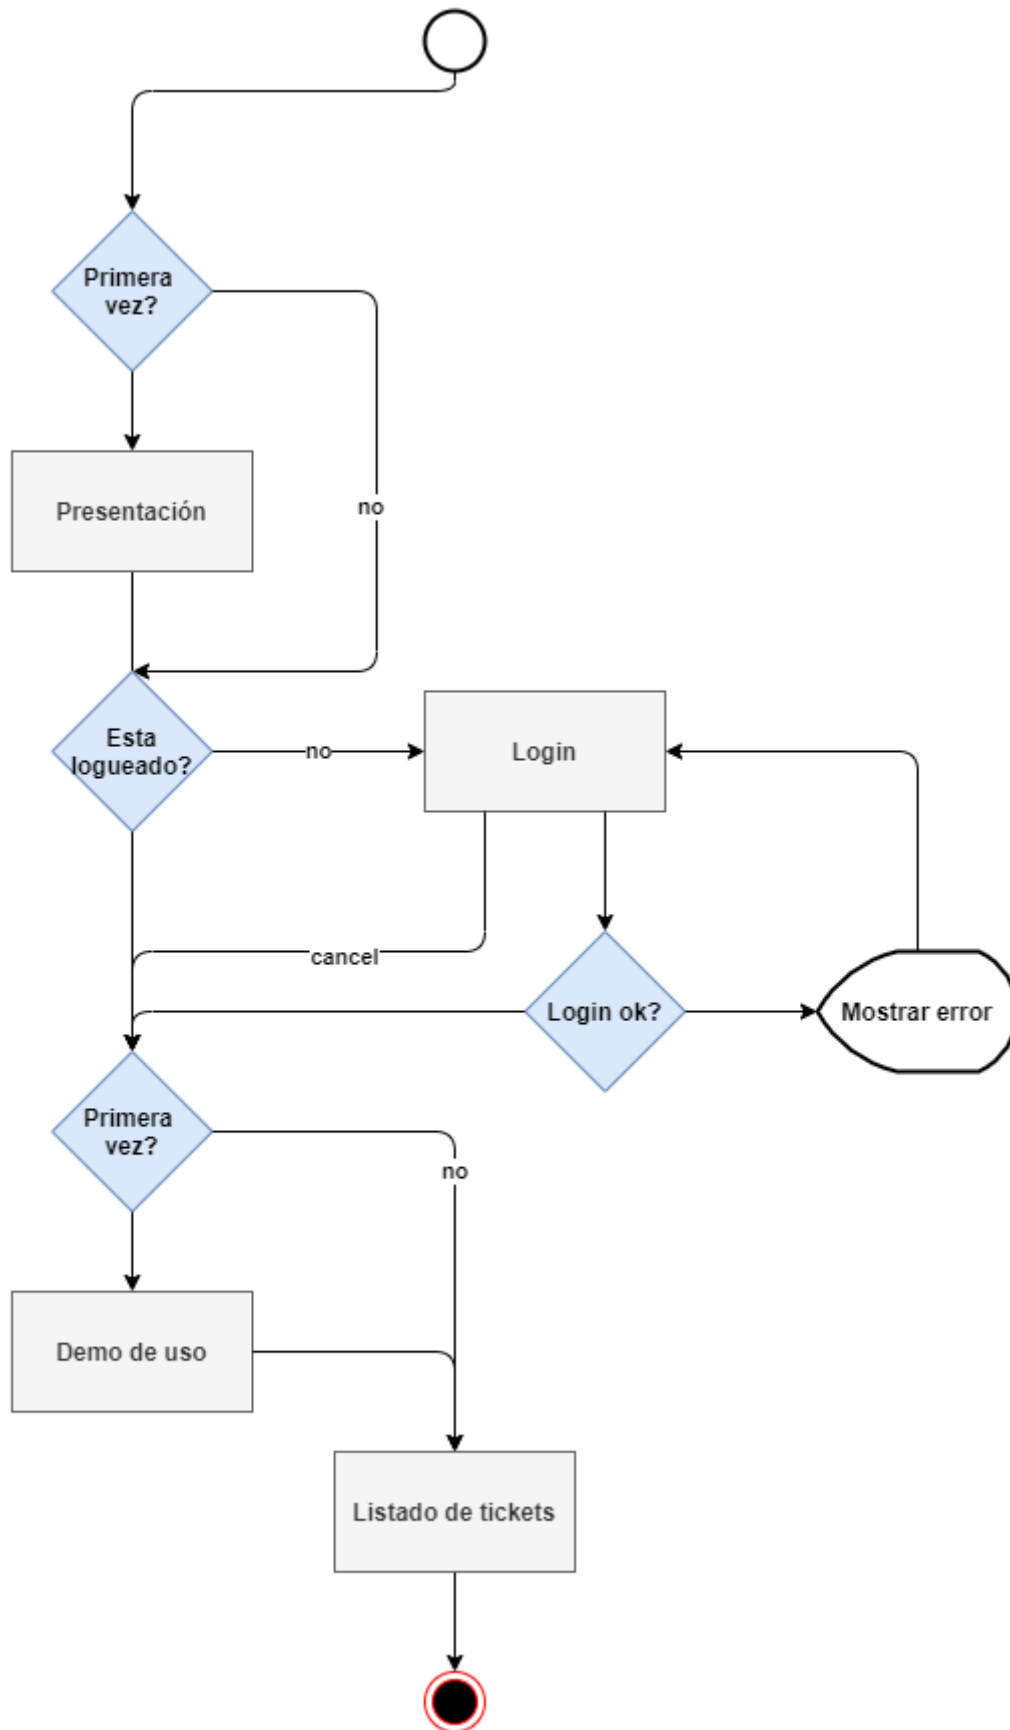 Primera
vez?
Presentación
no
Esta
logueado?
no
Login
cancel
Login ok?
Mostrar error
Primera
vez?
no
Demo de uso
Listado de tickets